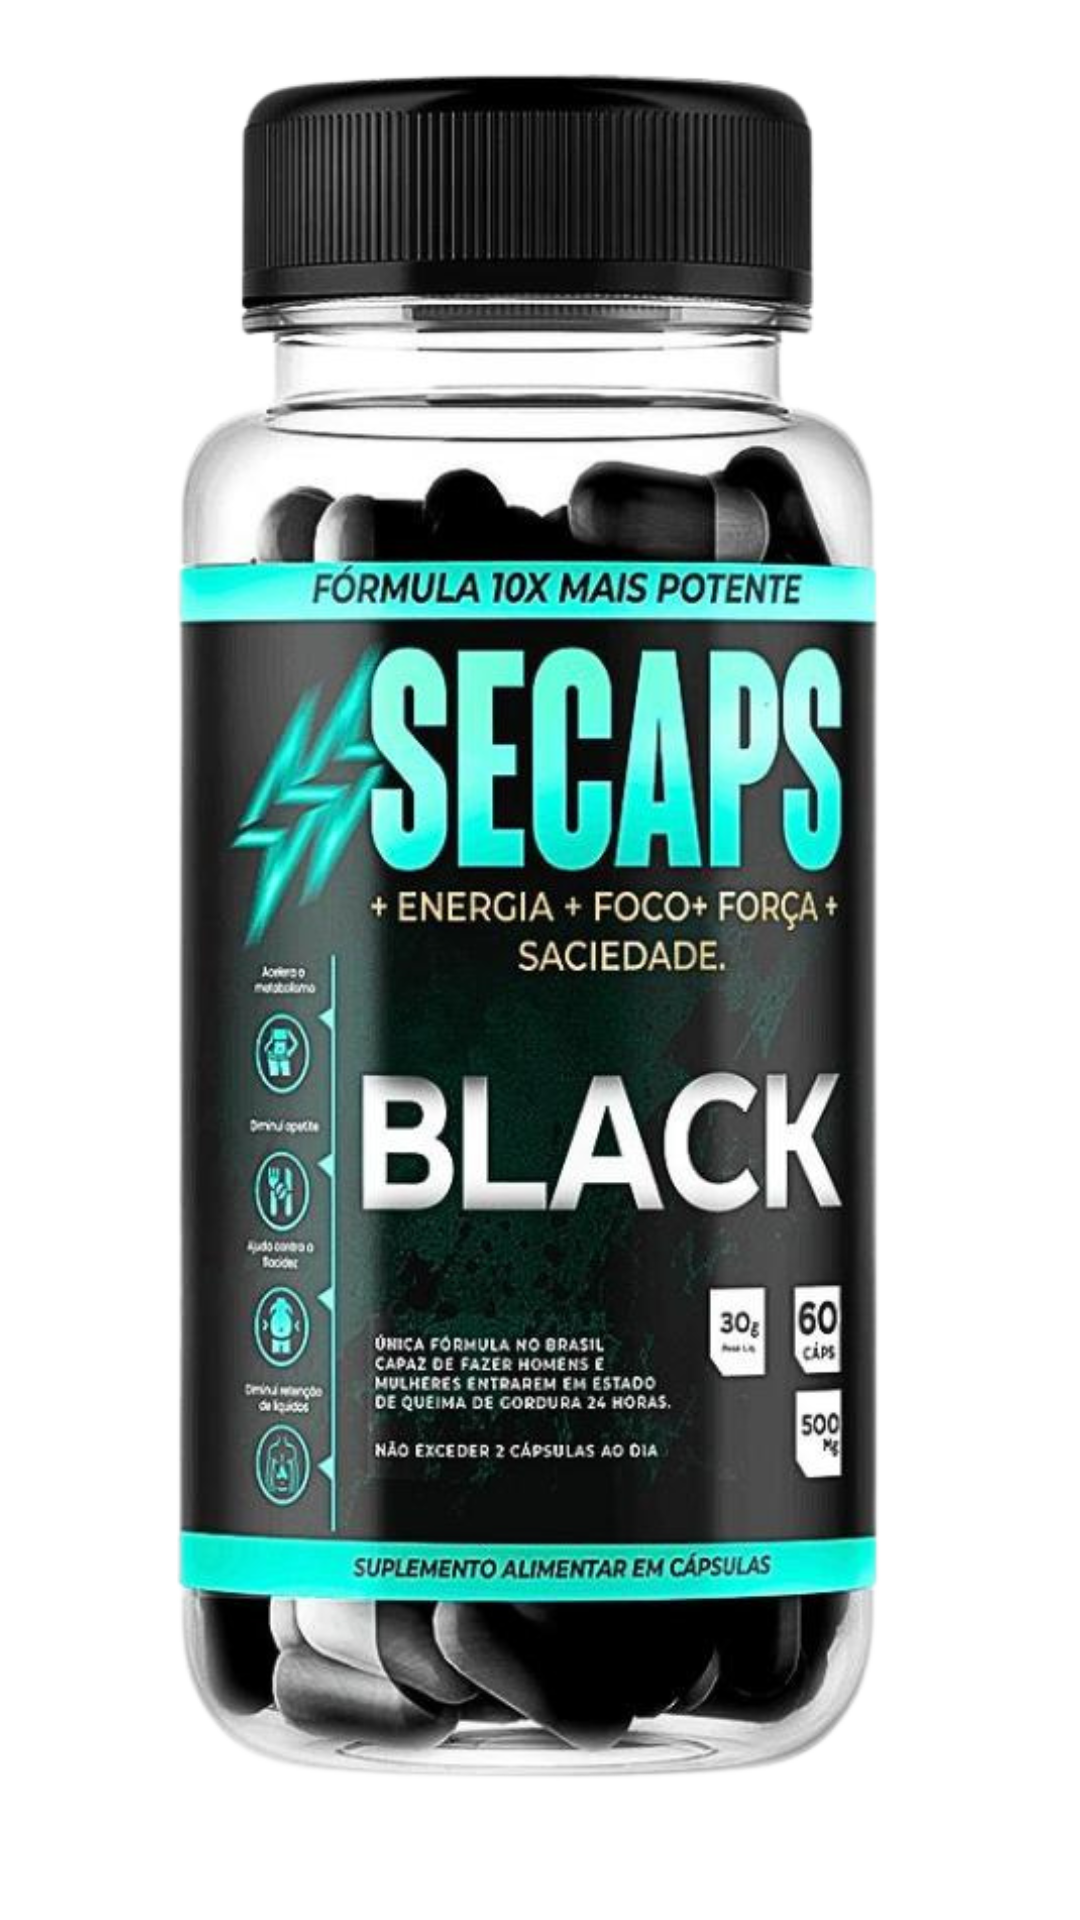 FÓRMULA 10X MAIS POTENTE
SECAPS
+ ENERGIA + FOCO+ FORÇA +
SACIEDADE.
Acelera o
metabolismo
Diminui apetite
Ajuda contra a
flacidez
Diminui retenção
de líquidos
BLACK
30g
60
CÁPS
500
Mg
ÚNICA FÓRMULA NO BRASIL
CAPAZ DE FAZER HOMENS E
MULHERES ENTRAREM EM ESTADO
DE QUEIMA DE GORDURA 24 HORAS.
NÃO EXCEDER 2 CÁPSULAS AO DIA
SUPLEMENTO ALIMENTAR EM CÁPSULAS